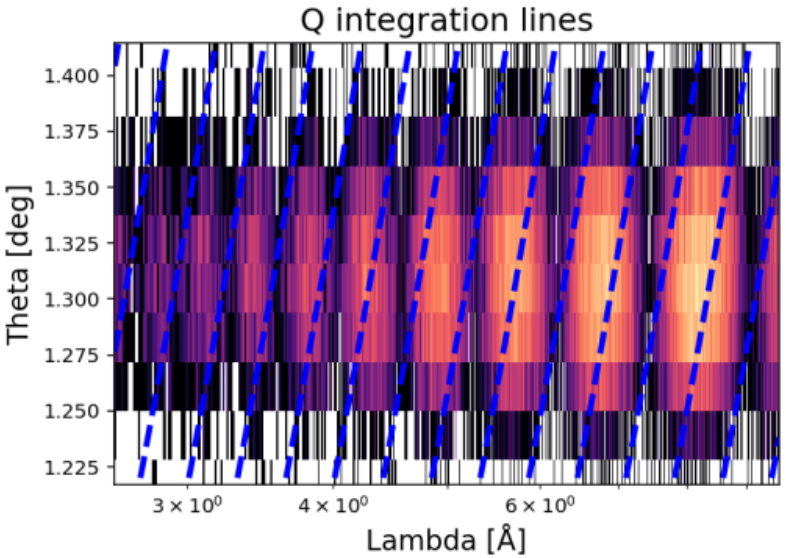 Q integration lines
Theta [deg]
1.400
1.375
1.350
1.325
1.300
1.275
1.250
1.225
3 × 10⁰
4 × 10⁰
6 × 10⁰
Lambda [Å]